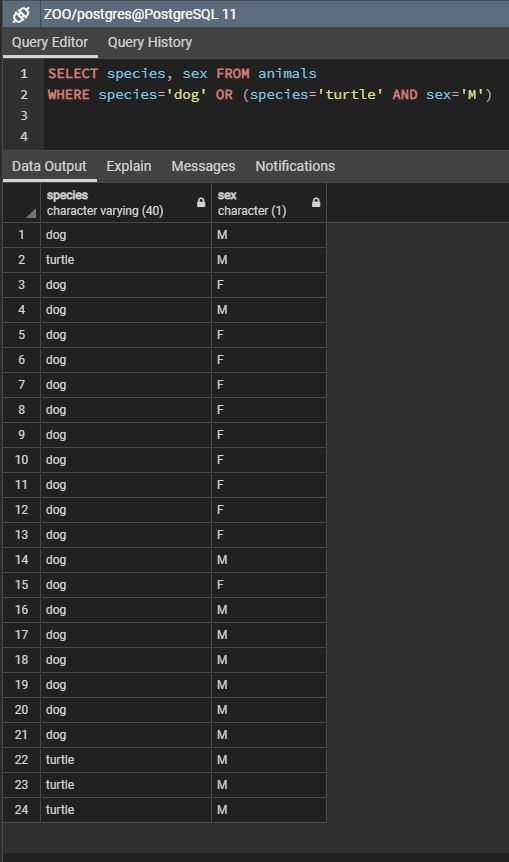 ZOO/postgres@PostgreSQL 11
Query Editor Query History
1 SELECT species, sex FROM animals
2 WHERE species='dog' OR (species='turtle' AND sex='M')
3
4
Data Output Explain Messages Notifications
species sex
character varying (40) character (1)
1 dog M
2 turtle M
3 dog F
4 dog M
5 dog F
6 dog F
7 dog F
8 dog F
9 dog F
10 dog F
11 dog F
12 dog F
13 dog F
14 dog M
15 dog F
16 dog M
17 dog M
18 dog M
19 dog M
20 dog M
21 dog M
22 turtle M
23 turtle M
24 turtle M